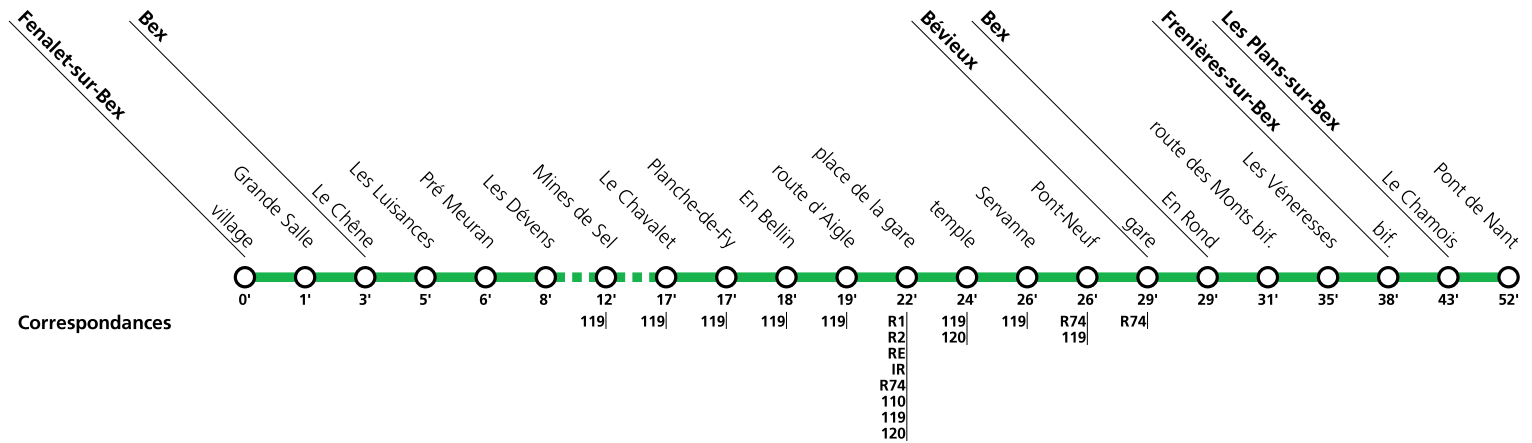 Fenalet-sur-Bex
Bex
Bévieux
Bex
Frenières-sur-Bex
Les Plans-sur-Bex
village
Grande Salle
Le Chêne
Les Luisances
Pré Meuran
Les Dévens
Mines de Sel
Le Chavalet
Planche-de-Fy
En Bellin
route d'Aigle
place de la gare
temple
Servanne
Pont-Neuf
gare
En Rond
route des Monts bif.
Les Véneresses
bif.
Le Chamois
Pont de Nant
0' 1' 3' 5' 6' 8' 12' 17' 17' 18' 19' 22' 24' 26' 26' 29' 29' 31' 35' 38' 43' 52'
Correspondances 119 119 119 119 119 R1 119 119 R74 R74
R2 120 119
RE
IR
R74
110
119
120